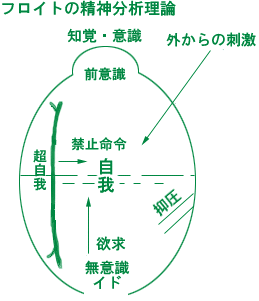 フロイトの精神分析理論
知覚・意識
外からの刺激
前意識
禁止命令
超自我
自我
抑圧
欲求
無意識
イド